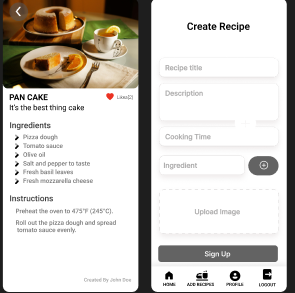 PAN CAKE
Likes(2)
It's the best thing cake
Ingredients
Pizza dough
Tomato sauce
Olive oil
Salt and pepper to taste
Fresh basil leaves
Fresh mozzarella cheese
Instructions
Preheat the oven to 475°F (245°C).
Roll out the pizza dough and spread
tomato sauce evenly.
Created By John Doe
Create Recipe
Recipe title
Description
Cooking Time
Ingredient
Upload Image
Sign Up
HOME
ADD RECIPES
PROFILE
LOGOUT